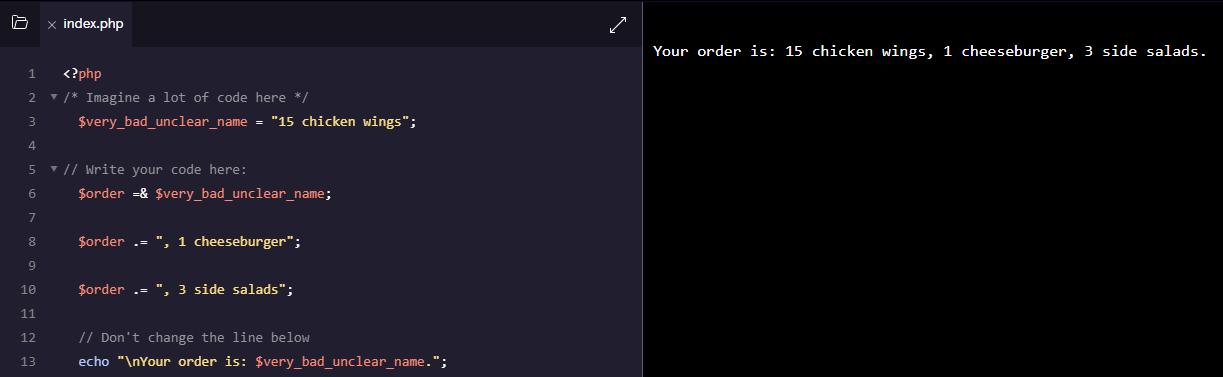 index.php
1 <?php
2 /* Imagine a lot of code here */
3 $very_bad_unclear_name = "15 chicken wings";
4
5 // Write your code here:
6 $order =& $very_bad_unclear_name;
7
8 $order .= ", 1 cheeseburger";
9
10 $order .= ", 3 side salads";
11
12 // Don't change the line below
13 echo "\nYour order is: $very_bad_unclear_name.";
Your order is: 15 chicken wings, 1 cheeseburger, 3 side salads.